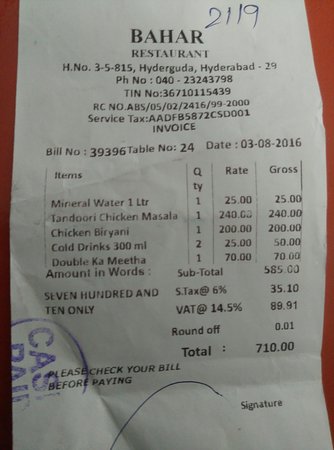 2119
BAHAR
RESTAURANT
H.No. 3-5-815, Hyderguda, Hyderabad - 29
Ph No : 040 - 23243798
TIN No:36710115439
RC NO.ABS/05/02/2416/99-2000
Service Tax:AADFB5872CSD001
INVOICE
Bill No : 39396 Table No: 24 Date : 03-08-2016
Items Q ty Rate Gross
Mineral Water 1 Ltr 1 25.00 25.00
Tandoori Chicken Masala 1 240.00 240.00
Chicken Biryani 1 200.00 200.00
Cold Drinks 300 ml 2 25.00 50.00
Double Ka Meetha 1 70.00 70.00
Amount in Words : Sub-Total 585.00
SEVEN HUNDRED AND S.Tax@ 6% 35.10
TEN ONLY VAT@ 14.5% 89.91
Round off 0.01
Total : 710.00
CASH
PAID
PLEASE CHECK YOUR BILL
BEFORE PAYING
Signature